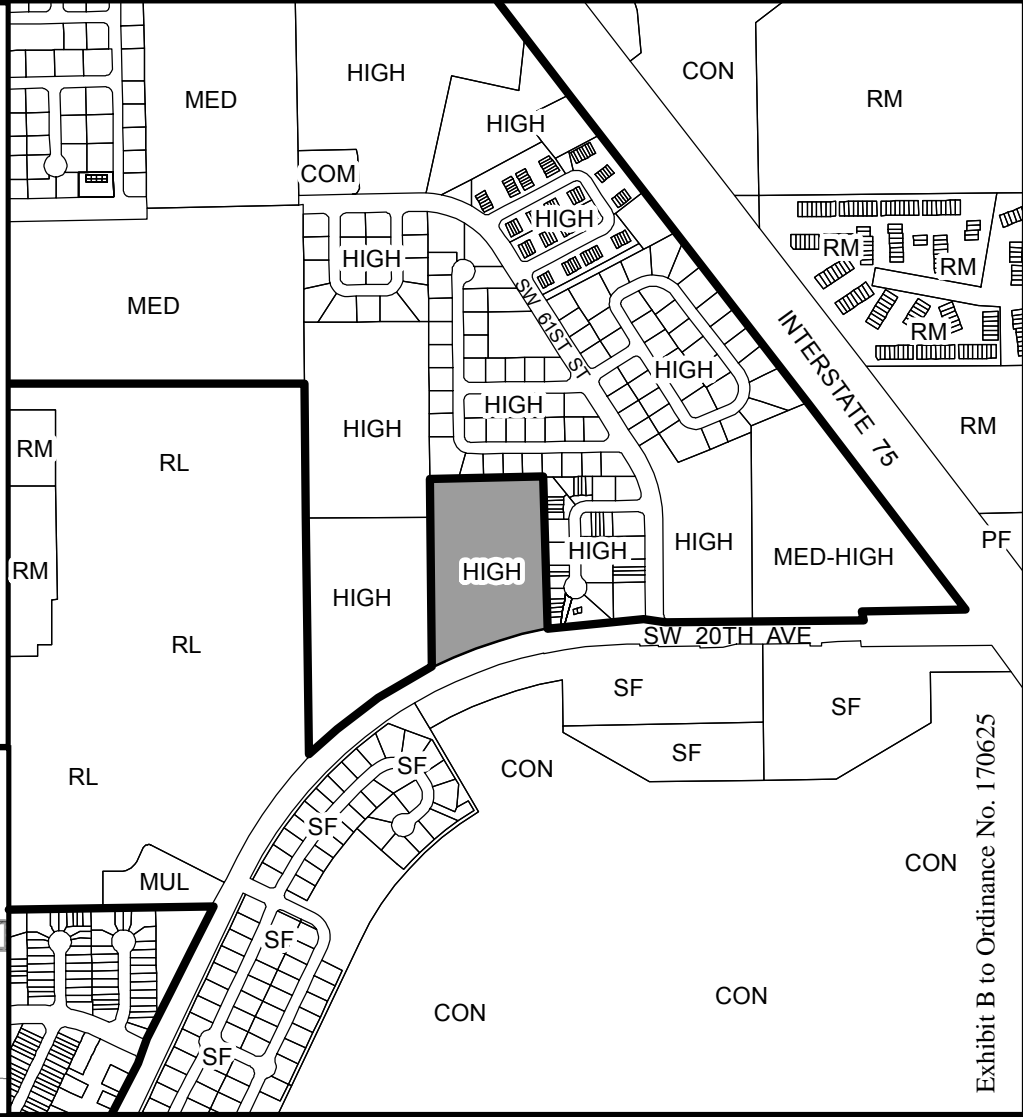 HIGH
CON
MED
RM
HIGH
COM
HIGH
HIGH
RM
RM
MED
SW 61ST ST
RM
INTERSTATE 75
HIGH
HIGH
HIGH
RM
RM
RL
PF
HIGH
HIGH
MED-HIGH
RM
HIGH
HIGH
SW 20TH AVE
RL
SF
SF
SF
SF
CON
RL
SF
CON
MUL
SF
CON
CON
SF
Exhibit B to Ordinance No. 170625